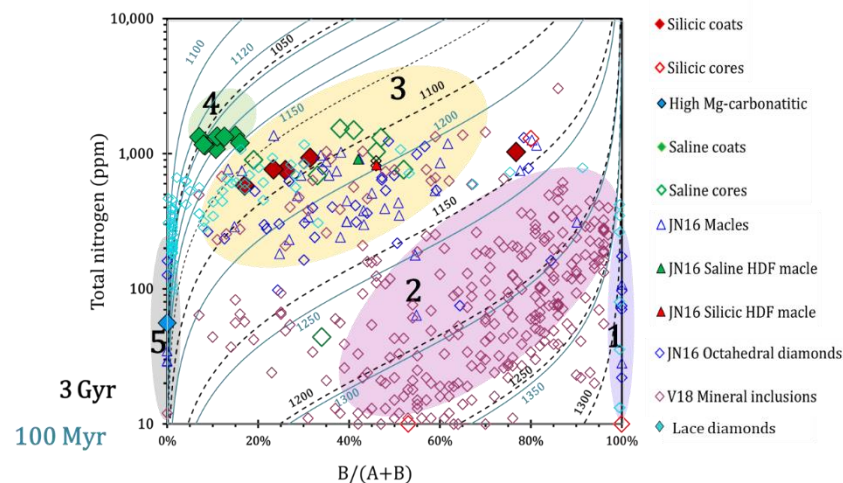 10,000
1,000
100
10
Total nitrogen (ppm)
0%
20%
40%
60%
80%
100%
B/(A+B)
1100
1120
1050
1150
1100
1200
1150
1250
1200
1300
1250
1350
1300
1
2
3
4
5
3 Gyr
100 Myr
Silicic coats
Silicic cores
High Mg-carbonatitic
Saline coats
Saline cores
JN16 Macles
JN16 Saline HDF macle
JN16 Silicic HDF macle
JN16 Octahedral diamonds
V18 Mineral inclusions
Lace diamonds